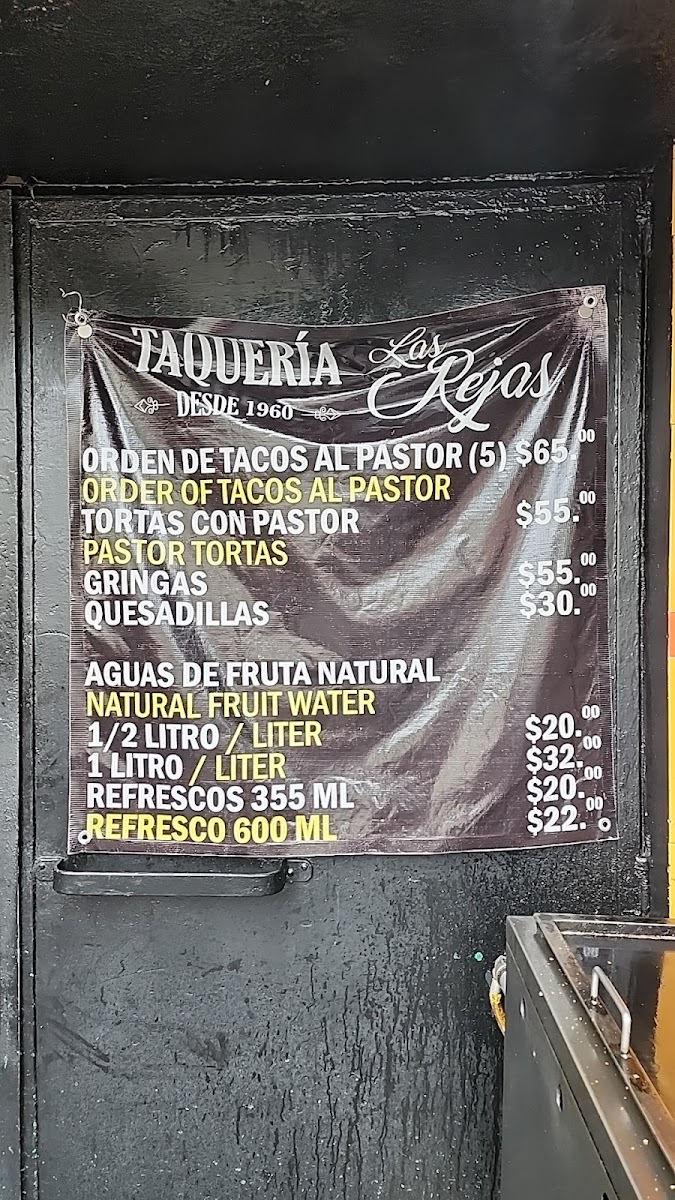 TAQUERÍA Las Rejas
DESDE 1960
ORDEN DE TACOS AL PASTOR (5) $65.00
ORDER OF TACOS AL PASTOR
TORTAS CON PASTOR $55.00
PASTOR TORTAS
GRINGAS $55.00
QUESADILLAS $30.00
AGUAS DE FRUTA NATURAL
NATURAL FRUIT WATER
1/2 LITRO / LITER $20.00
1 LITRO / LITER $32.00
REFRESCOS 355 ML $20.00
REFRESCO 600 ML $22.00